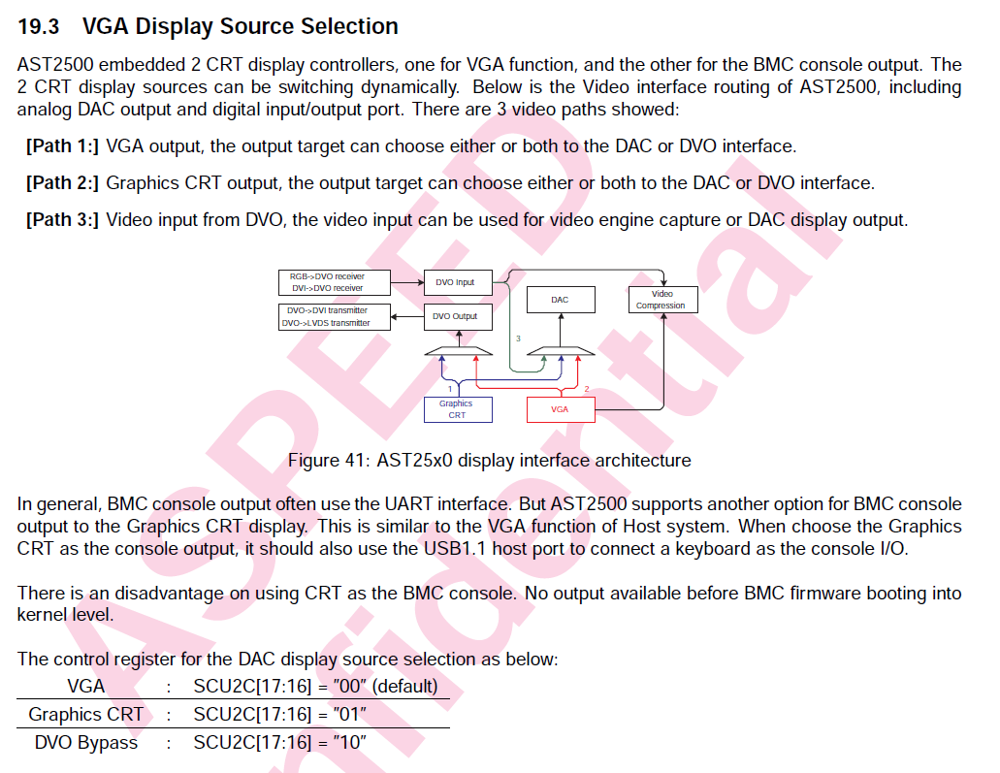 19.3 VGA Display Source Selection
AST2500 embedded 2 CRT display controllers, one for VGA function, and the other for the BMC console output. The
2 CRT display sources can be switching dynamically. Below is the Video interface routing of AST2500, including
analog DAC output and digital input/output port. There are 3 video paths showed:
[Path 1:] VGA output, the output target can choose either or both to the DAC or DVO interface.
[Path 2:] Graphics CRT output, the output target can choose either or both to the DAC or DVO interface.
[Path 3:] Video input from DVO, the video input can be used for video engine capture or DAC display output.
RGB->DVO receiver
DVI->DVO receiver
DVO Input
DAC
Video
Compression
DVO->DVI transmitter
DVO->LVDS transmitter
DVO Output
3
1
2
Graphics
CRT
VGA
Figure 41: AST25x0 display interface architecture
In general, BMC console output often use the UART interface. But AST2500 supports another option for BMC console
output to the Graphics CRT display. This is similar to the VGA function of Host system. When choose the Graphics
CRT as the console output, it should also use the USB1.1 host port to connect a keyboard as the console I/O.
There is an disadvantage on using CRT as the BMC console. No output available before BMC firmware booting into
kernel level.
The control register for the DAC display source selection as below:
VGA : SCU2C[17:16] = "00" (default)
Graphics CRT : SCU2C[17:16] = "01"
DVO Bypass : SCU2C[17:16] = "10"
ASPEED
nfidential